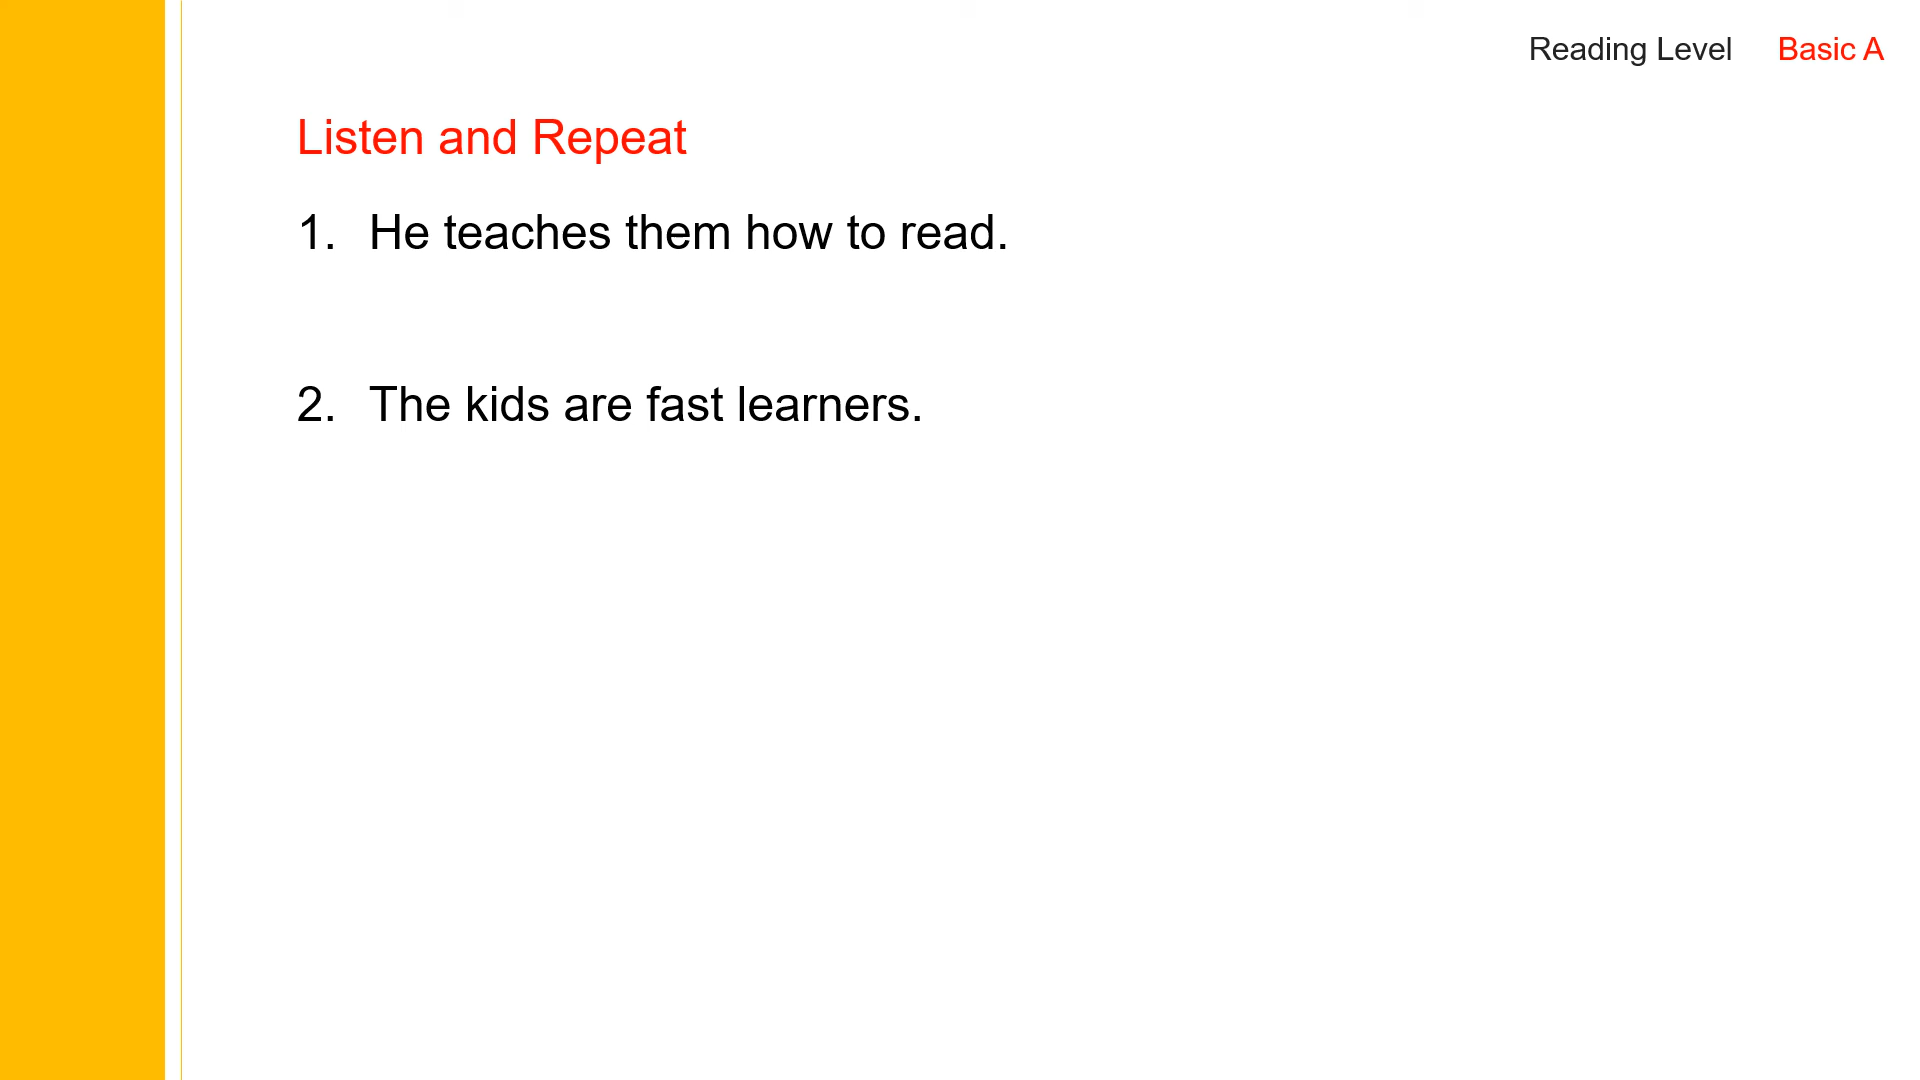 Reading Level Basic A
Listen and Repeat
1. He teaches them how to read.
2. The kids are fast learners.